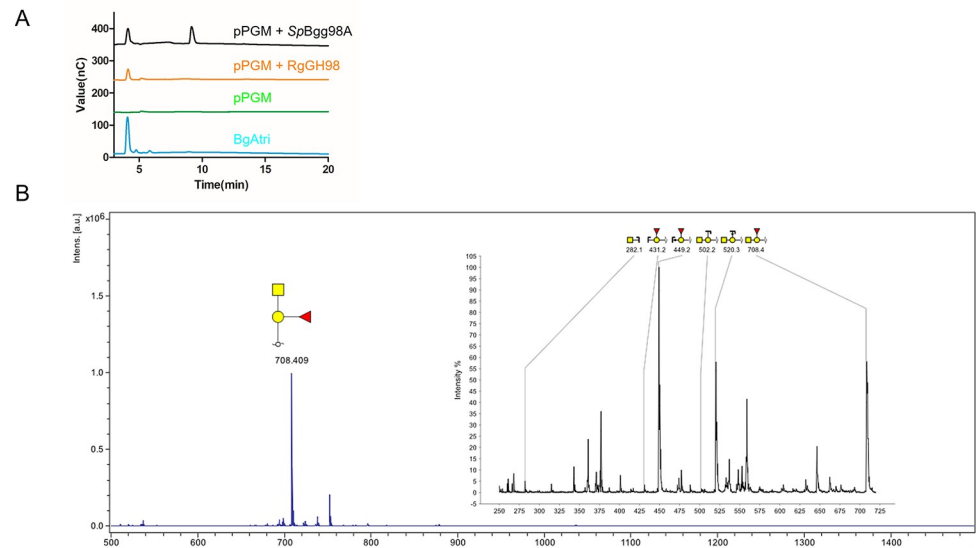 A
400
300
200
100
0
Value(nC)
pPGM + SpBgg98A
pPGM + RgGH98
pPGM
BgAtri
5 10 15 20
Time(min)
B
x10⁶
Intens. [a.u.]
1.5
1.0
0.5
0.0
708.409
500 600 700 800 900 1000 1100 1200 1300 1400
282.1 431.2 449.2 502.2 520.3 708.4
105
100
95
90
85
80
75
70
65
60
55
50
45
40
35
30
25
20
15
10
5
0
-5
Intensity %
250 275 300 325 350 375 400 425 450 475 500 525 550 575 600 625 650 675 700 725